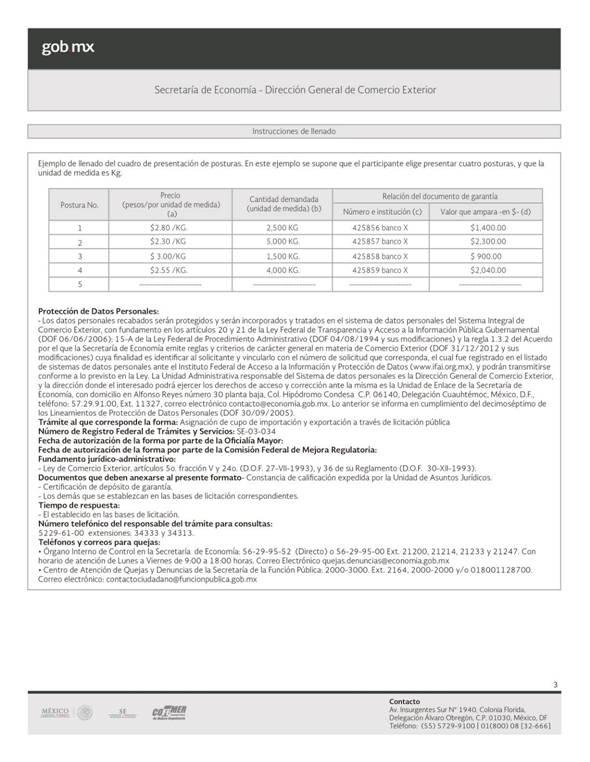 gob.mx
Secretaría de Economía - Dirección General de Comercio Exterior
Instrucciones de llenado
Ejemplo de llenado del cuadro de presentación de posturas. En este ejemplo se supone que el participante elige presentar cuatro posturas, y que la
unidad de medida es Kg.
Postura No. Precio (pesos/por unidad de medida) (a) Cantidad demandada (unidad de medida) (b) Relación del documento de garantía
Número e institución (c) Valor que ampara -en $- (d)
1 $2.80 /KG. 2,500 KG 425856 banco X $1,400.00
2 $2.30 /KG 5,000 KG. 425857 banco X $2,300.00
3 $ 3.00/KG 1,500 KG. 425858 banco X $ 900.00
4 $2.55 /KG. 4,000 KG. 425859 banco X $2,040.00
5 ---------------------- ---------------------- ---------------------- ----------------------
Protección de Datos Personales:
- Los datos personales recabados serán protegidos y serán incorporados y tratados en el sistema de datos personales del Sistema Integral de
Comercio Exterior, con fundamento en los artículos 20 y 21 de la Ley Federal de Transparencia y Acceso a la Información Pública Gubernamental
(DOF 06/06/2006); 15-A de la Ley Federal de Procedimiento Administrativo (DOF 04/08/1994 y sus modificaciones) y la regla 1.3.2 del Acuerdo
por el que la Secretaría de Economía emite reglas y criterios de carácter general en materia de Comercio Exterior (DOF 31/12/2012 y sus
modificaciones) cuya finalidad es identificar al solicitante y vincularlo con el número de solicitud que corresponda, el cual fue registrado en el listado
de sistemas de datos personales ante el Instituto Federal de Acceso a la Información y Protección de Datos (www.ifai.org.mx), y podrán transmitirse
conforme a lo previsto en la Ley. La Unidad Administrativa responsable del Sistema de datos personales es la Dirección General de Comercio Exterior,
y la dirección donde el interesado podrá ejercer los derechos de acceso y corrección ante la misma es la Unidad de Enlace de la Secretaría de
Economía, con domicilio en Alfonso Reyes número 30 planta baja, Col. Hipódromo Condesa C.P. 06140, Delegación Cuauhtémoc, México, D.F.,
teléfono: 57.29.91.00, Ext. 11327, correo electrónico contacto@economia.gob.mx. Lo anterior se informa en cumplimiento del decimoséptimo de
los Lineamientos de Protección de Datos Personales (DOF 30/09/2005).
Trámite al que corresponde la forma: Asignación de cupo de importación y exportación a través de licitación pública
Número de Registro Federal de Trámites y Servicios: SE-03-034
Fecha de autorización de la forma por parte de la Oficialía Mayor:
Fecha de autorización de la forma por parte de la Comisión Federal de Mejora Regulatoria:
Fundamento jurídico-administrativo:
- Ley de Comercio Exterior, artículos 5o. fracción V y 24o. (D.O.F. 27-VII-1993), y 36 de su Reglamento (D.O.F. 30-XII-1993).
Documentos que deben anexarse al presente formato- Constancia de calificación expedida por la Unidad de Asuntos Jurídicos.
- Certificación de depósito de garantía.
- Los demás que se establezcan en las bases de licitación correspondientes.
Tiempo de respuesta:
- El establecido en las bases de licitación.
Número telefónico del responsable del trámite para consultas:
5229-61-00 extensiones: 34333 y 34313.
Teléfonos y correos para quejas:
• Órgano Interno de Control en la Secretaría de Economía: 56-29-95-52 (Directo) o 56-29-95-00 Ext. 21200, 21214, 21233 y 21247. Con
horario de atención de Lunes a Viernes de 9:00 a 18:00 horas. Correo Electrónico quejas.denuncias@economia.gob.mx
• Centro de Atención de Quejas y Denuncias de la Secretaría de la Función Pública: 2000-3000. Ext. 2164, 2000-2000 y/o 018001128700.
Correo electrónico: contactociudadano@funcionpublica.gob.mx
3
MÉXICO
SE
Contacto
Av. Insurgentes Sur N° 1940, Colonia Florida,
Delegación Álvaro Obregón, C.P. 01030, México, DF
Teléfono: (55) 5729-9100 | 01(800) 08 [32-666]